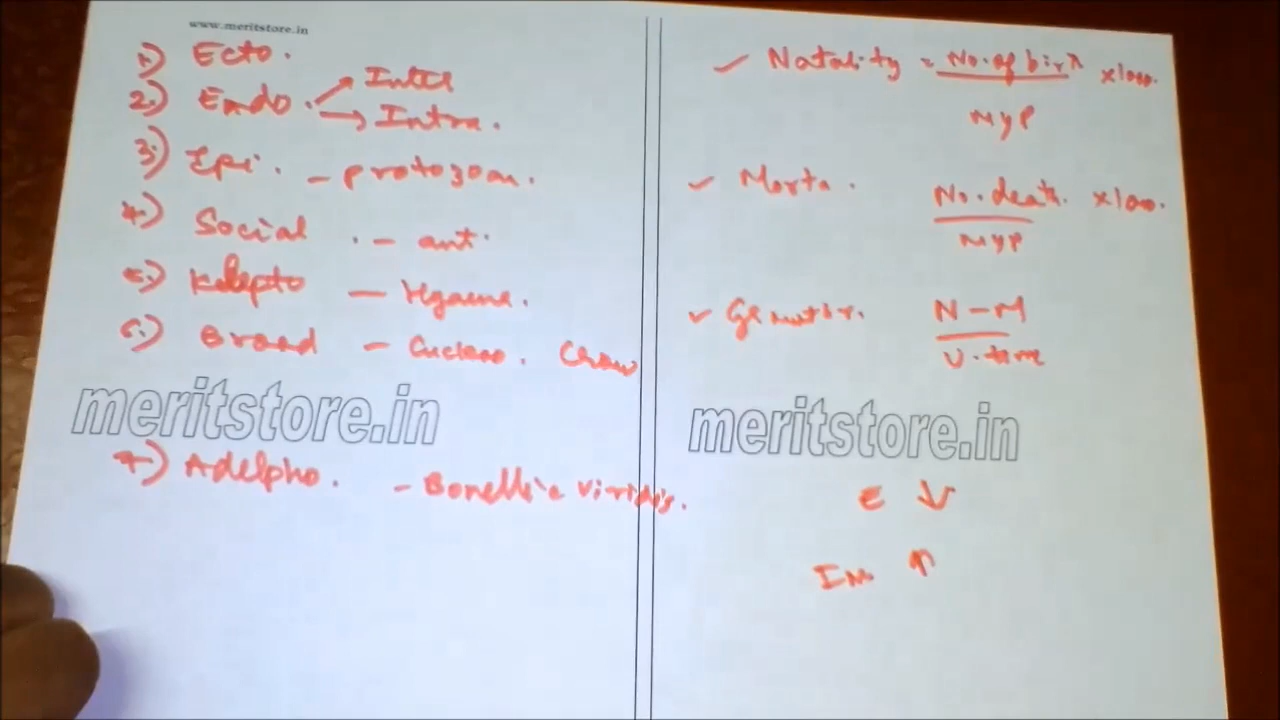 www.meritstore.in
1.) Ecto.
2.) Endo. Inter
Intra.
3.) Epi. - protozoan.
4.) Social . - ant.
5.) Klepto - Hyaena.
6.) Brood - Cuckoo. Crow
meritstore.in
7.) Adelpho. - Bonellia Viridis.
✓ Natality = No. of birth x1000.
MYP
✓ Morta. No. death. x1000.
MYP
✓ Growth r. N - M
U. time
meritstore.in
E ↓
Im ↑